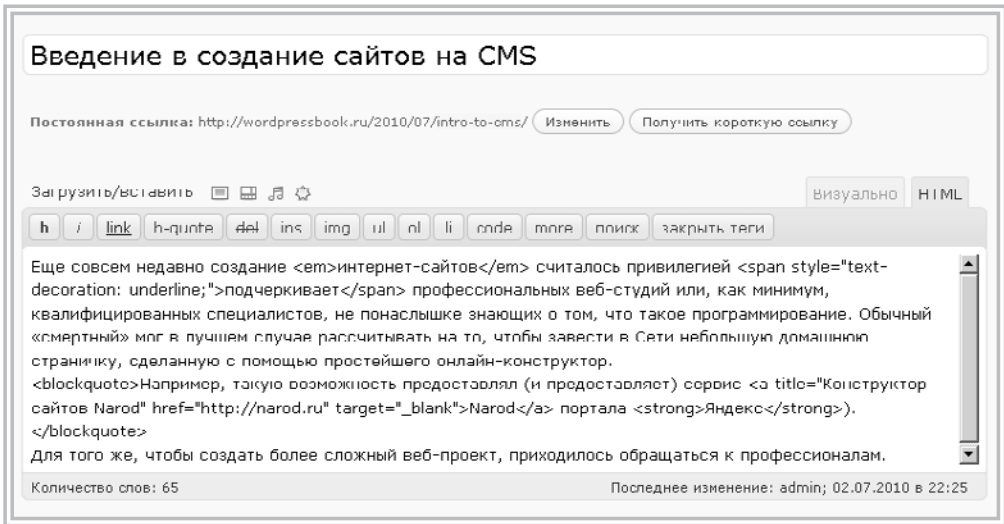 Введение в создание сайтов на CMS
Постоянная ссылка: http://wordpressbook.ru/2010/07/intro-to-cms/ Изменить Получить короткую ссылку
Загрузить/вставить Визуально HTML
b i link b-quote del ins img ul ol li code more поиск закрыть теги
Еще совсем недавно создание <em>интернет-сайтов</em> считалось привилегией <span style="text-
decoration: underline;">подчеркивает</span> профессиональных веб-студий или, как минимум,
квалифицированных специалистов, не понаслышке знающих о том, что такое программирование. Обычный
«смертный» мог в лучшем случае рассчитывать на то, чтобы завести в Сети небольшую домашнюю
страничку, сделанную с помощью простейшего онлайн-конструктор.
<blockquote>Например, такую возможность предоставлял (и предоставляет) сервис <a title="Конструктор
сайтов Narod" href="http://narod.ru" target="_blank">Narod</a> портала <strong>Яндекс</strong>).
</blockquote>
Для того же, чтобы создать более сложный веб-проект, приходилось обращаться к профессионалам.
Количество слов: 65 Последнее изменение: admin; 02.07.2010 в 22:25